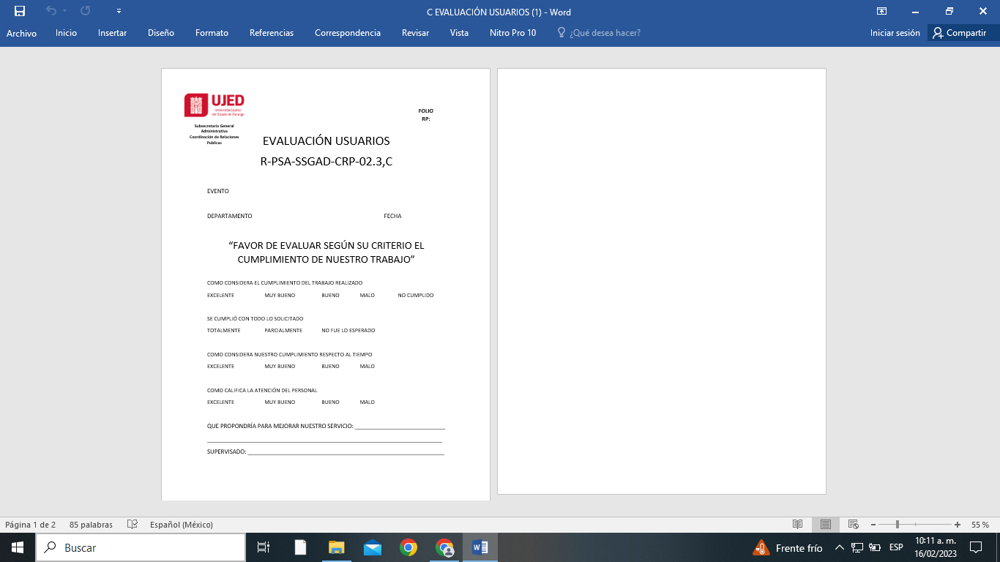 C EVALUACIÓN USUARIOS (1) - Word
Archivo Inicio Insertar Diseño Formato Referencias Correspondencia Revisar Vista Nitro Pro 10 ¿Qué desea hacer? Iniciar sesión Compartir
UJED
Universidad Juárez
del Estado de Durango
Subsecretaria General
Administrativa
Coordinación de Relaciones
Publicas
FOLIO
RP:
EVALUACIÓN USUARIOS
R-PSA-SSGAD-CRP-02.3,C
EVENTO
DEPARTAMENTO FECHA
“FAVOR DE EVALUAR SEGÚN SU CRITERIO EL
CUMPLIMIENTO DE NUESTRO TRABAJO”
COMO CONSIDERA EL CUMPLIMIENTO DEL TRABAJO REALIZADO
EXCELENTE MUY BUENO BUENO MALO NO CUMPLIDO
SE CUMPLIÓ CON TODO LO SOLICITADO
TOTALMENTE PARCIALMENTE NO FUE LO ESPERADO
COMO CONSIDERA NUESTRO CUMPLIMIENTO RESPECTO AL TIEMPO
EXCELENTE MUY BUENO BUENO MALO
COMO CALIFICA LA ATENCIÓN DEL PERSONAL
EXCELENTE MUY BUENO BUENO MALO
QUE PROPONDRÍA PARA MEJORAR NUESTRO SERVICIO: ____________________________
____________________________
SUPERVISADO: ____________________________
Página 1 de 2 85 palabras Español (México) 55 %
Buscar Frente frío ESP 10:11 a. m.
16/02/2023